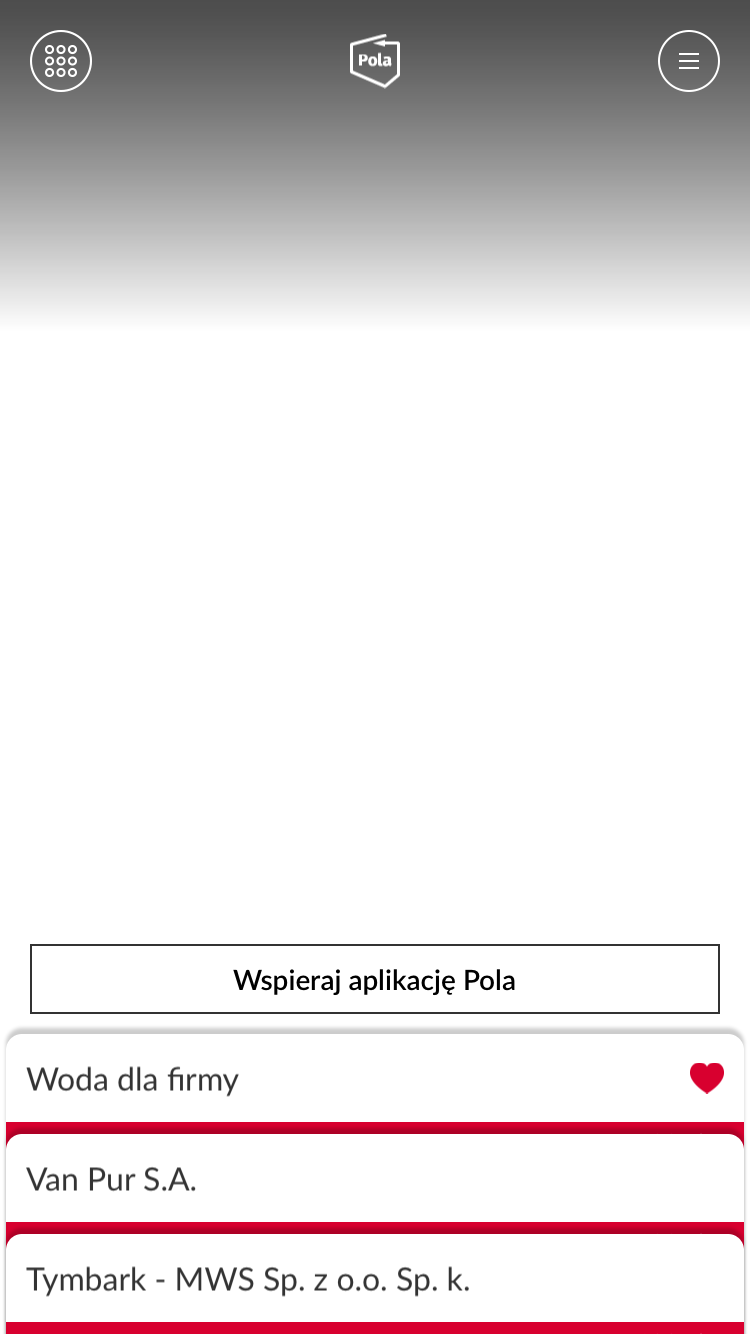 Pola
Wspieraj aplikację Pola
Woda dla firmy
Van Pur S.A.
Tymbark - MWS Sp. z o.o. Sp. k.